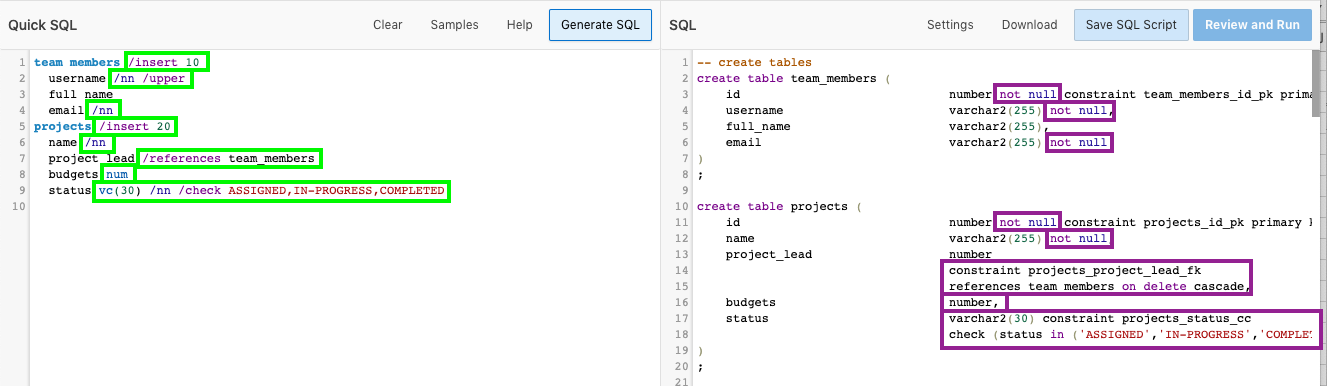 Quick SQL Clear Samples Help Generate SQL
1 team members /insert 10
2 username /nn /upper
3 full name
4 email /nn
5 projects /insert 20
6 name /nn
7 project lead /references team_members
8 budgets num
9 status vc(30) /nn /check ASSIGNED,IN-PROGRESS,COMPLETED
10
SQL Settings Download Save SQL Script Review and Run
1 -- create tables
2 create table team_members (
3 id number not null constraint team_members_id_pk prima
4 username varchar2(255) not null,
5 full_name varchar2(255),
6 email varchar2(255) not null
7 )
8 ;
9
10 create table projects (
11 id number not null constraint projects_id_pk primary
12 name varchar2(255) not null
13 project_lead number
14 constraint projects_project_lead_fk
15 references team_members on delete cascade,
16 budgets number,
17 status varchar2(30) constraint projects_status_cc
18 check (status in ('ASSIGNED','IN-PROGRESS','COMPLET
19 )
20 ;
21